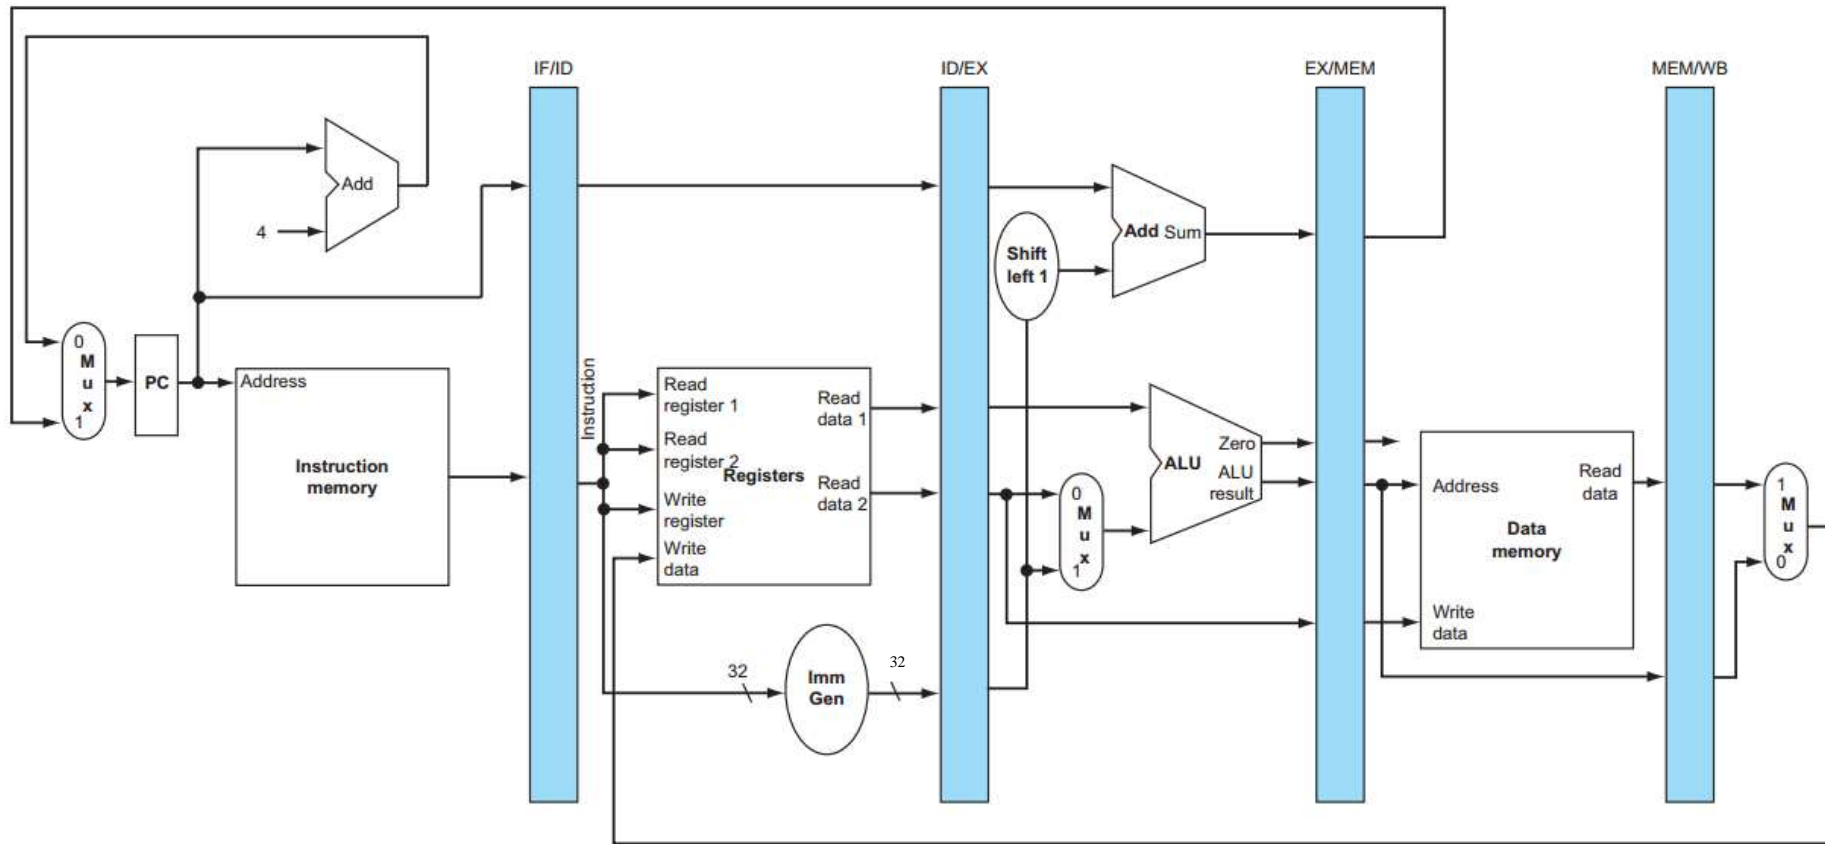 IF/ID
ID/EX
EX/MEM
MEM/WB
Add
4
Add Sum
Shift
left 1
0
M
u
x
1
PC
Address
Instruction
memory
Instruction
Read
register 1
Read
register 2
Registers
Write
register
Write
data
Read
data 1
Read
data 2
0
M
u
x
1
ALU
Zero
ALU
result
Address
Read
data
Data
memory
Write
data
1
M
u
x
0
32
Imm
Gen
32